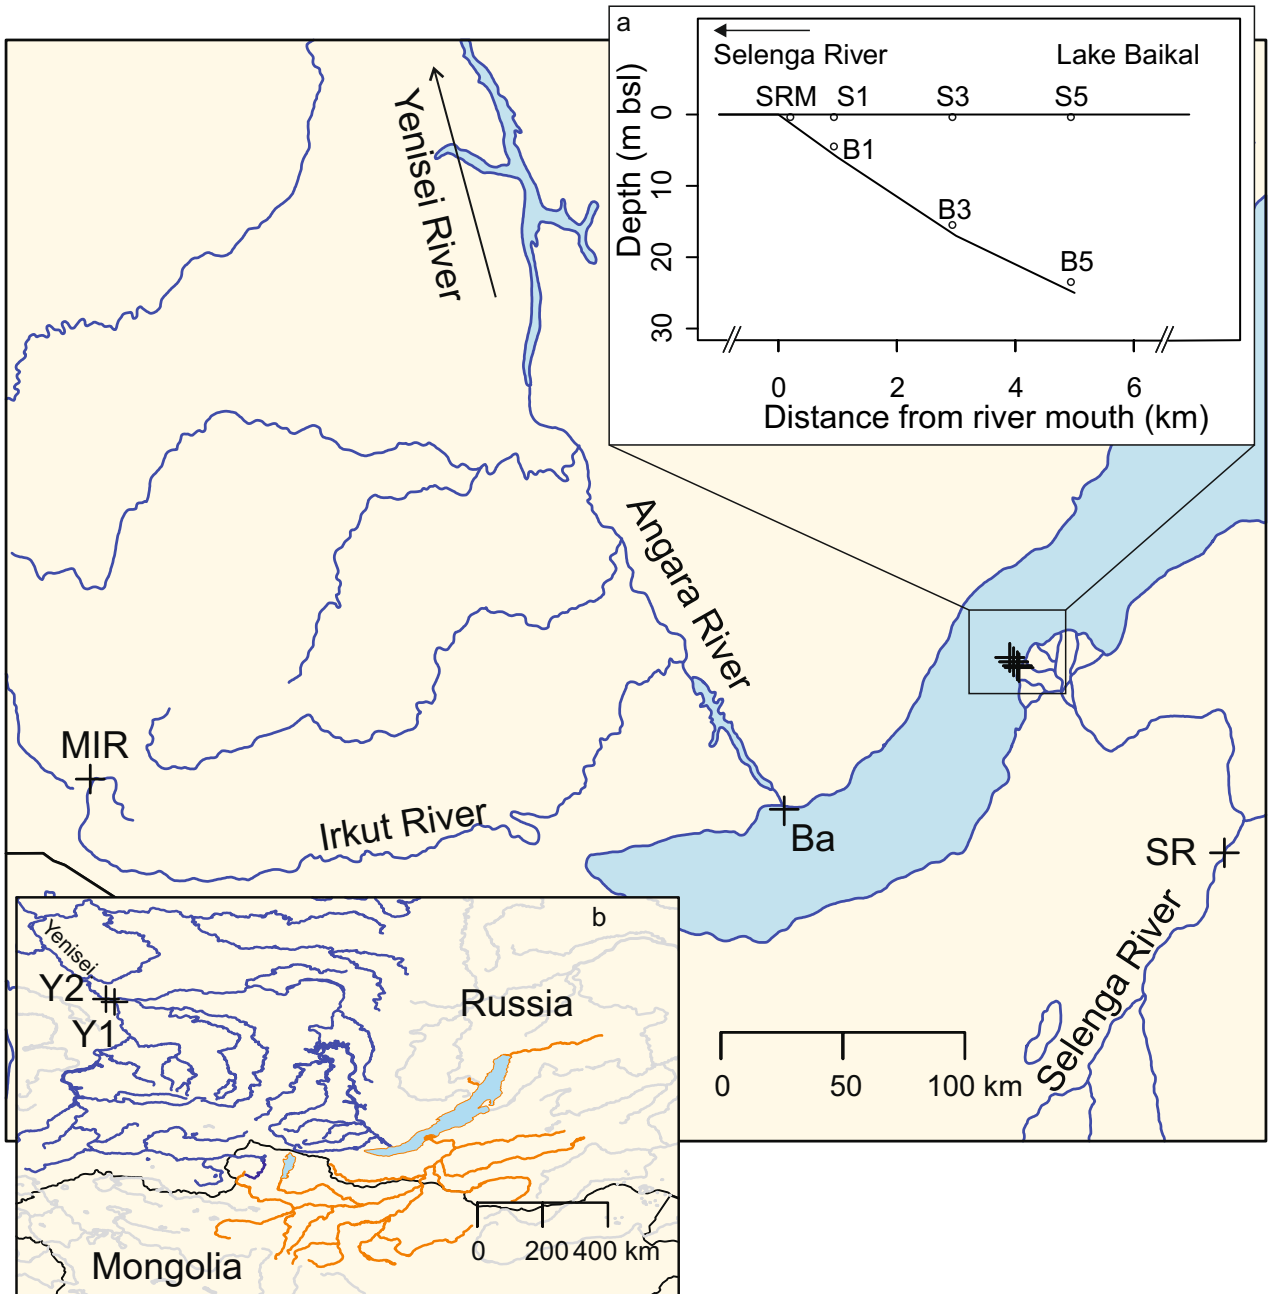 a
Selenga River
Lake Baikal
SRM
S1
S3
S5
B1
B3
B5
Depth (m bsl)
0
10
20
30
0
2
4
6
Distance from river mouth (km)
Yenisei River
Angara River
MIR
Irkut River
Ba
SR
Selenga River
0
50
100 km
b
Yenisei
Y2
Y1
Russia
Mongolia
0
200
400 km